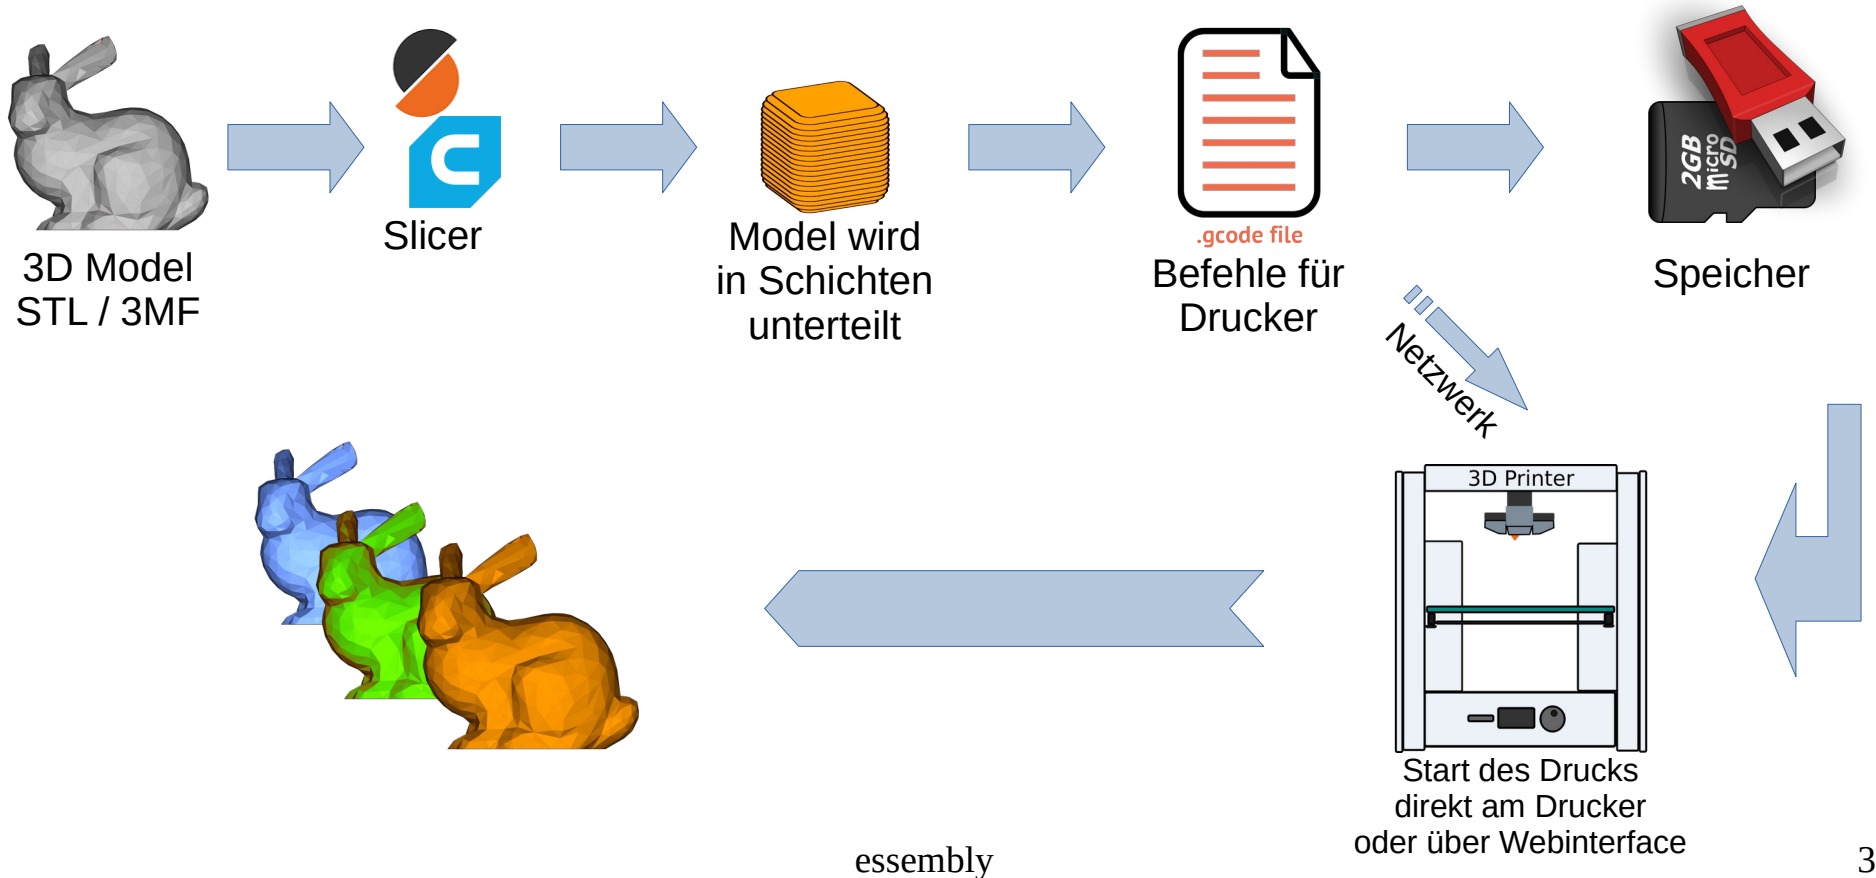 3D Model
STL / 3MF
Slicer
Model wird
in Schichten
unterteilt
.gcode file
Befehle für
Drucker
2GB
micro
SD
Speicher
Netzwerk
3D Printer
Start des Drucks
direkt am Drucker
oder über Webinterface
essembly
3